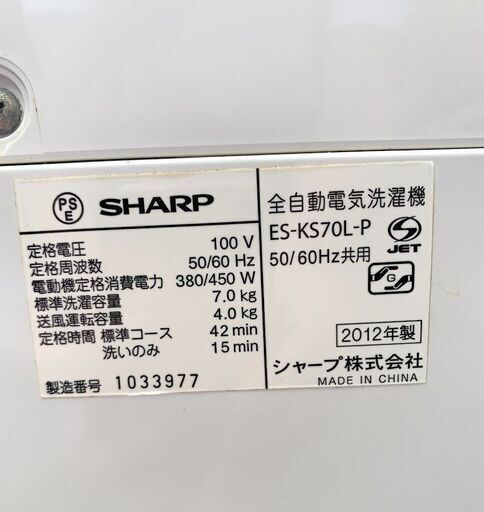 PS
E
SHARP
定格電圧 100 V
定格周波数 50/60 Hz
電動機定格消費電力 380/450 W
標準洗濯容量 7.0 kg
送風運転容量 4.0 kg
定格時間 標準コース 42 min
洗いのみ 15 min
製造番号 1033977
全自動電気洗濯機
ES-KS70L-P
50/60Hz共用
S
JET
G
2012年製
シャープ株式会社
MADE IN CHINA